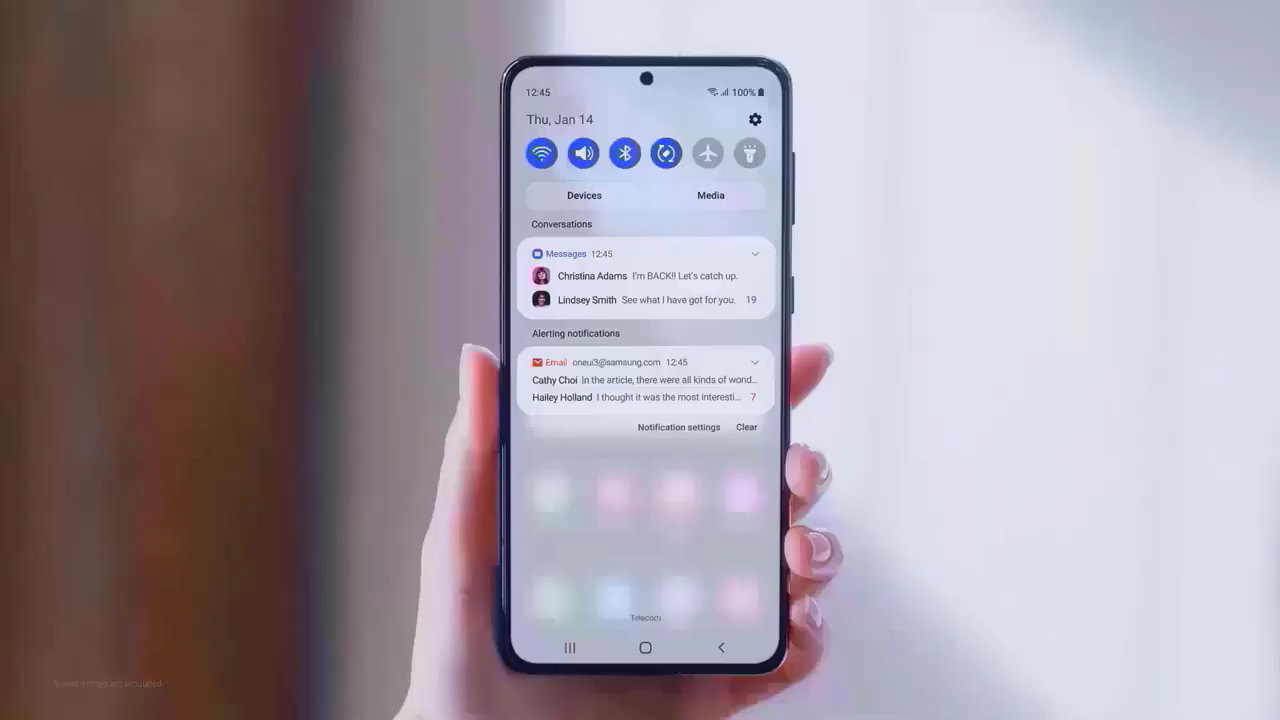 12:45 100%
Thu, Jan 14
Devices Media
Conversations
Messages 12:45
Christina Adams I'm BACK!! Let's catch up.
Lindsey Smith See what I have got for you. 19
Alerting notifications
Email oneui3@samsung.com 12:45
Cathy Choi In the article, there were all kinds of wond...
Hailey Holland I thought it was the most interesti... 7
Notification settings Clear
Telecom
are simulated.